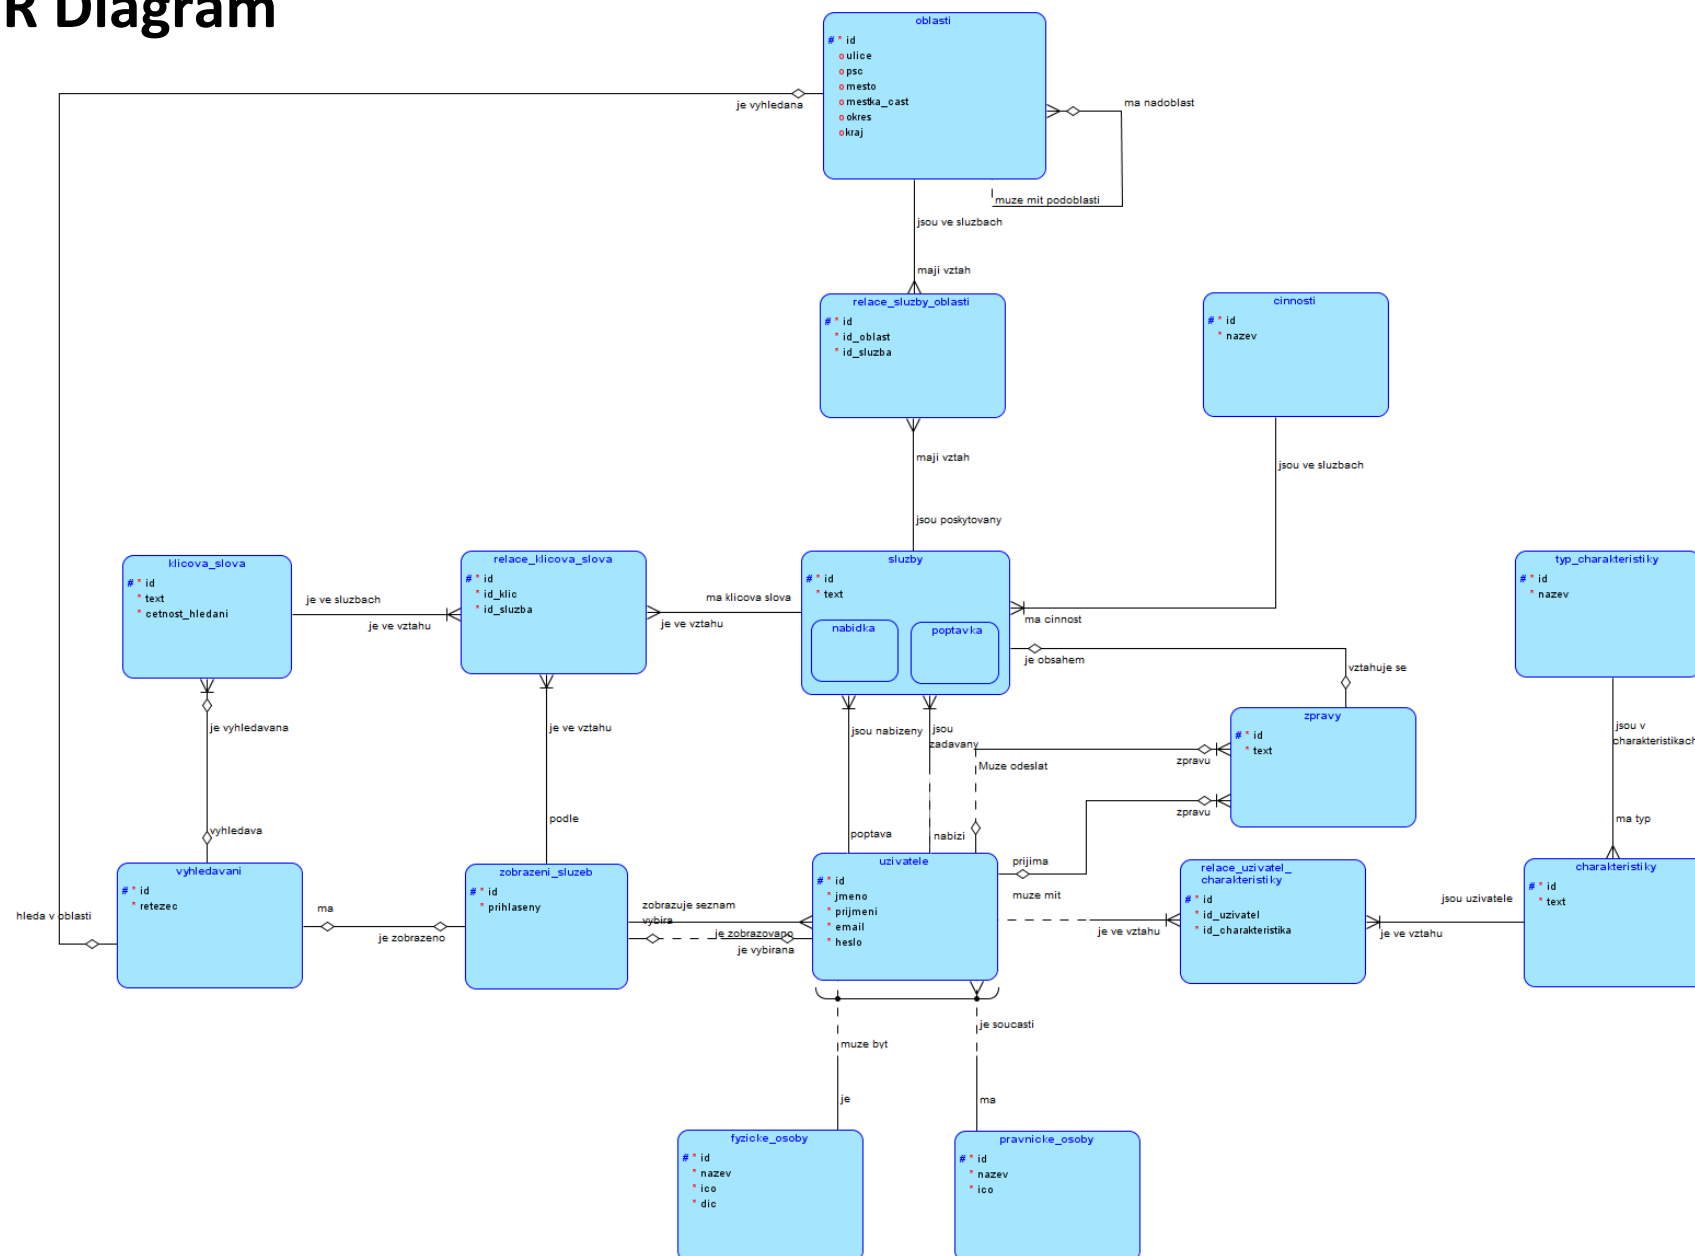 R Diagram
oblasti
# * id
o ulice
o psc
o mesto
o mestka_cast
o okres
o kraj
je vyhledana
ma nadoblast
muze mit podoblasti
jsou ve sluzbach
maji vztah
relace_sluzby_oblasti
# * id
* id_oblast
* id_sluzba
cinnosti
# * id
* nazev
maji vztah
jsou ve sluzbach
jsou poskytovany
klicova_slova
# * id
* text
* cetnost_hledani
je ve sluzbach
je ve vztahu
relace_klicova_slova
# * id
* id_klic
* id_sluzba
ma klicova slova
je ve vztahu
sluzby
# * id
* text
nabidka
poptavka
ma cinnost
je obsahem
vztahuje se
typ_charakteristiky
# * id
* nazev
je vyhledavana
je ve vztahu
jsou nabizeny
jsou
zadavany
Muze odeslat
zpravu
zpravu
zpravy
# * id
* text
jsou v
charakteristikach
vyhledava
podle
poptava
nabizi
prijima
muze mit
ma typ
vyhledavani
# * id
* retezec
hleda v oblasti
ma
je zobrazeno
zobrazeni_sluzeb
# * id
* prihlaseny
zobrazuje seznam
vybira
je zobrazovano
je vybirana
uzivatele
# * id
* jmeno
* prijmeni
* email
* heslo
je ve vztahu
relace_uzivatel_
charakteristiky
# * id
* id_uzivatel
* id_charakteristika
jsou uzivatele
je ve vztahu
charakteristiky
# * id
* text
je soucasti
muze byt
je
ma
fyzicke_osoby
# * id
* nazev
* ico
* dic
pravnicke_osoby
# * id
* nazev
* ico